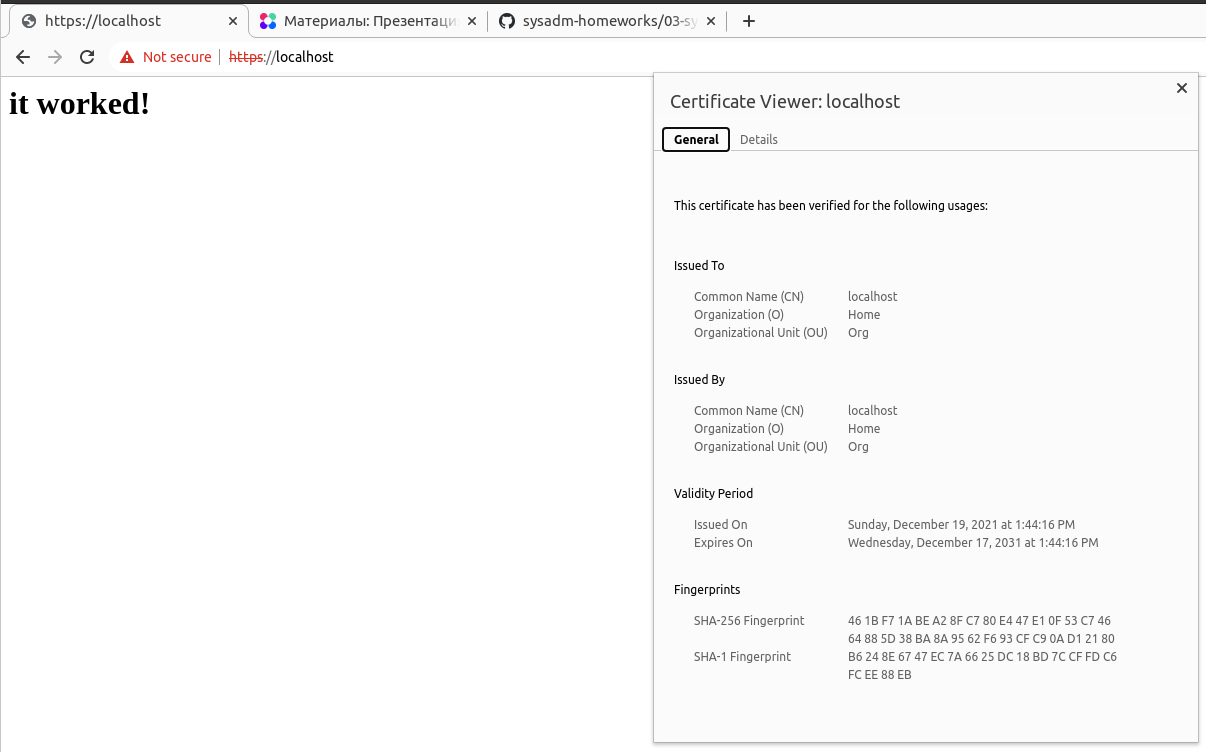 https://localhost
Материалы: Презентаци
sysadm-homeworks/03-sy
Not secure https://localhost
it worked!
Certificate Viewer: localhost
General Details
This certificate has been verified for the following usages:
Issued To
Common Name (CN) localhost
Organization (O) Home
Organizational Unit (OU) Org
Issued By
Common Name (CN) localhost
Organization (O) Home
Organizational Unit (OU) Org
Validity Period
Issued On Sunday, December 19, 2021 at 1:44:16 PM
Expires On Wednesday, December 17, 2031 at 1:44:16 PM
Fingerprints
SHA-256 Fingerprint 46 1B F7 1A BE A2 8F C7 80 E4 47 E1 0F 53 C7 46
64 88 5D 38 BA 8A 95 62 F6 93 CF C9 0A D1 21 80
SHA-1 Fingerprint B6 24 8E 67 47 EC 7A 66 25 DC 18 BD 7C CF FD C6
FC EE 88 EB